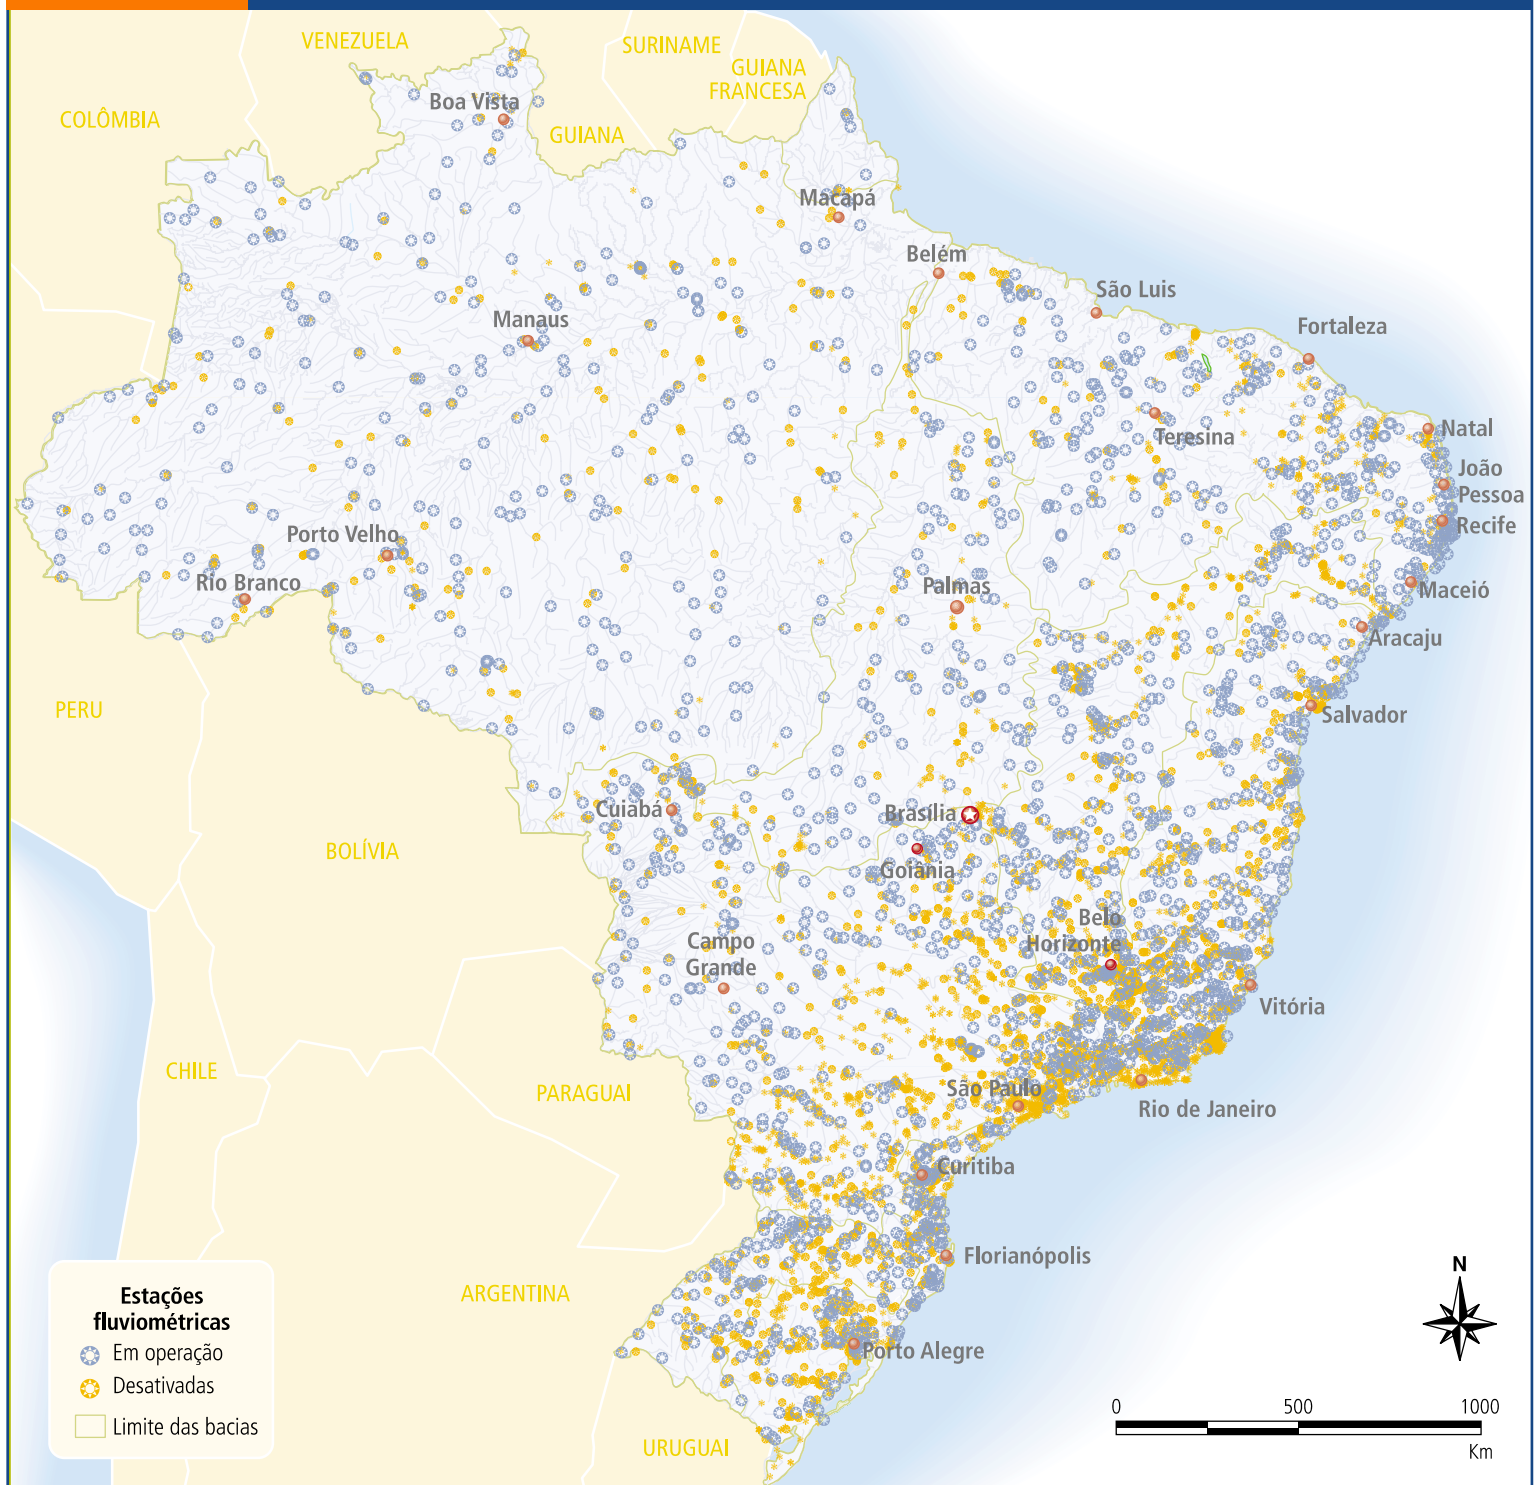 VENEZUELA
SURINAME
GUIANA
FRANCESA
COLÔMBIA
Boa Vista
GUIANA
Macapá
Belém
São Luis
Manaus
Fortaleza
Teresina
Natal
João
Pessoa
Recife
Porto Velho
Rio Branco
Palmas
Maceió
Aracaju
PERU
Salvador
Cuiabá
Brasília
BOLÍVIA
Goiânia
Belo
Horizonte
Campo
Grande
Vitória
CHILE
PARAGUAI
São Paulo
Rio de Janeiro
Curitiba
Florianópolis
ARGENTINA
Porto Alegre
URUGUAI
Estações
fluviométricas
Em operação
Desativadas
Limite das bacias
N
0 500 1000
Km